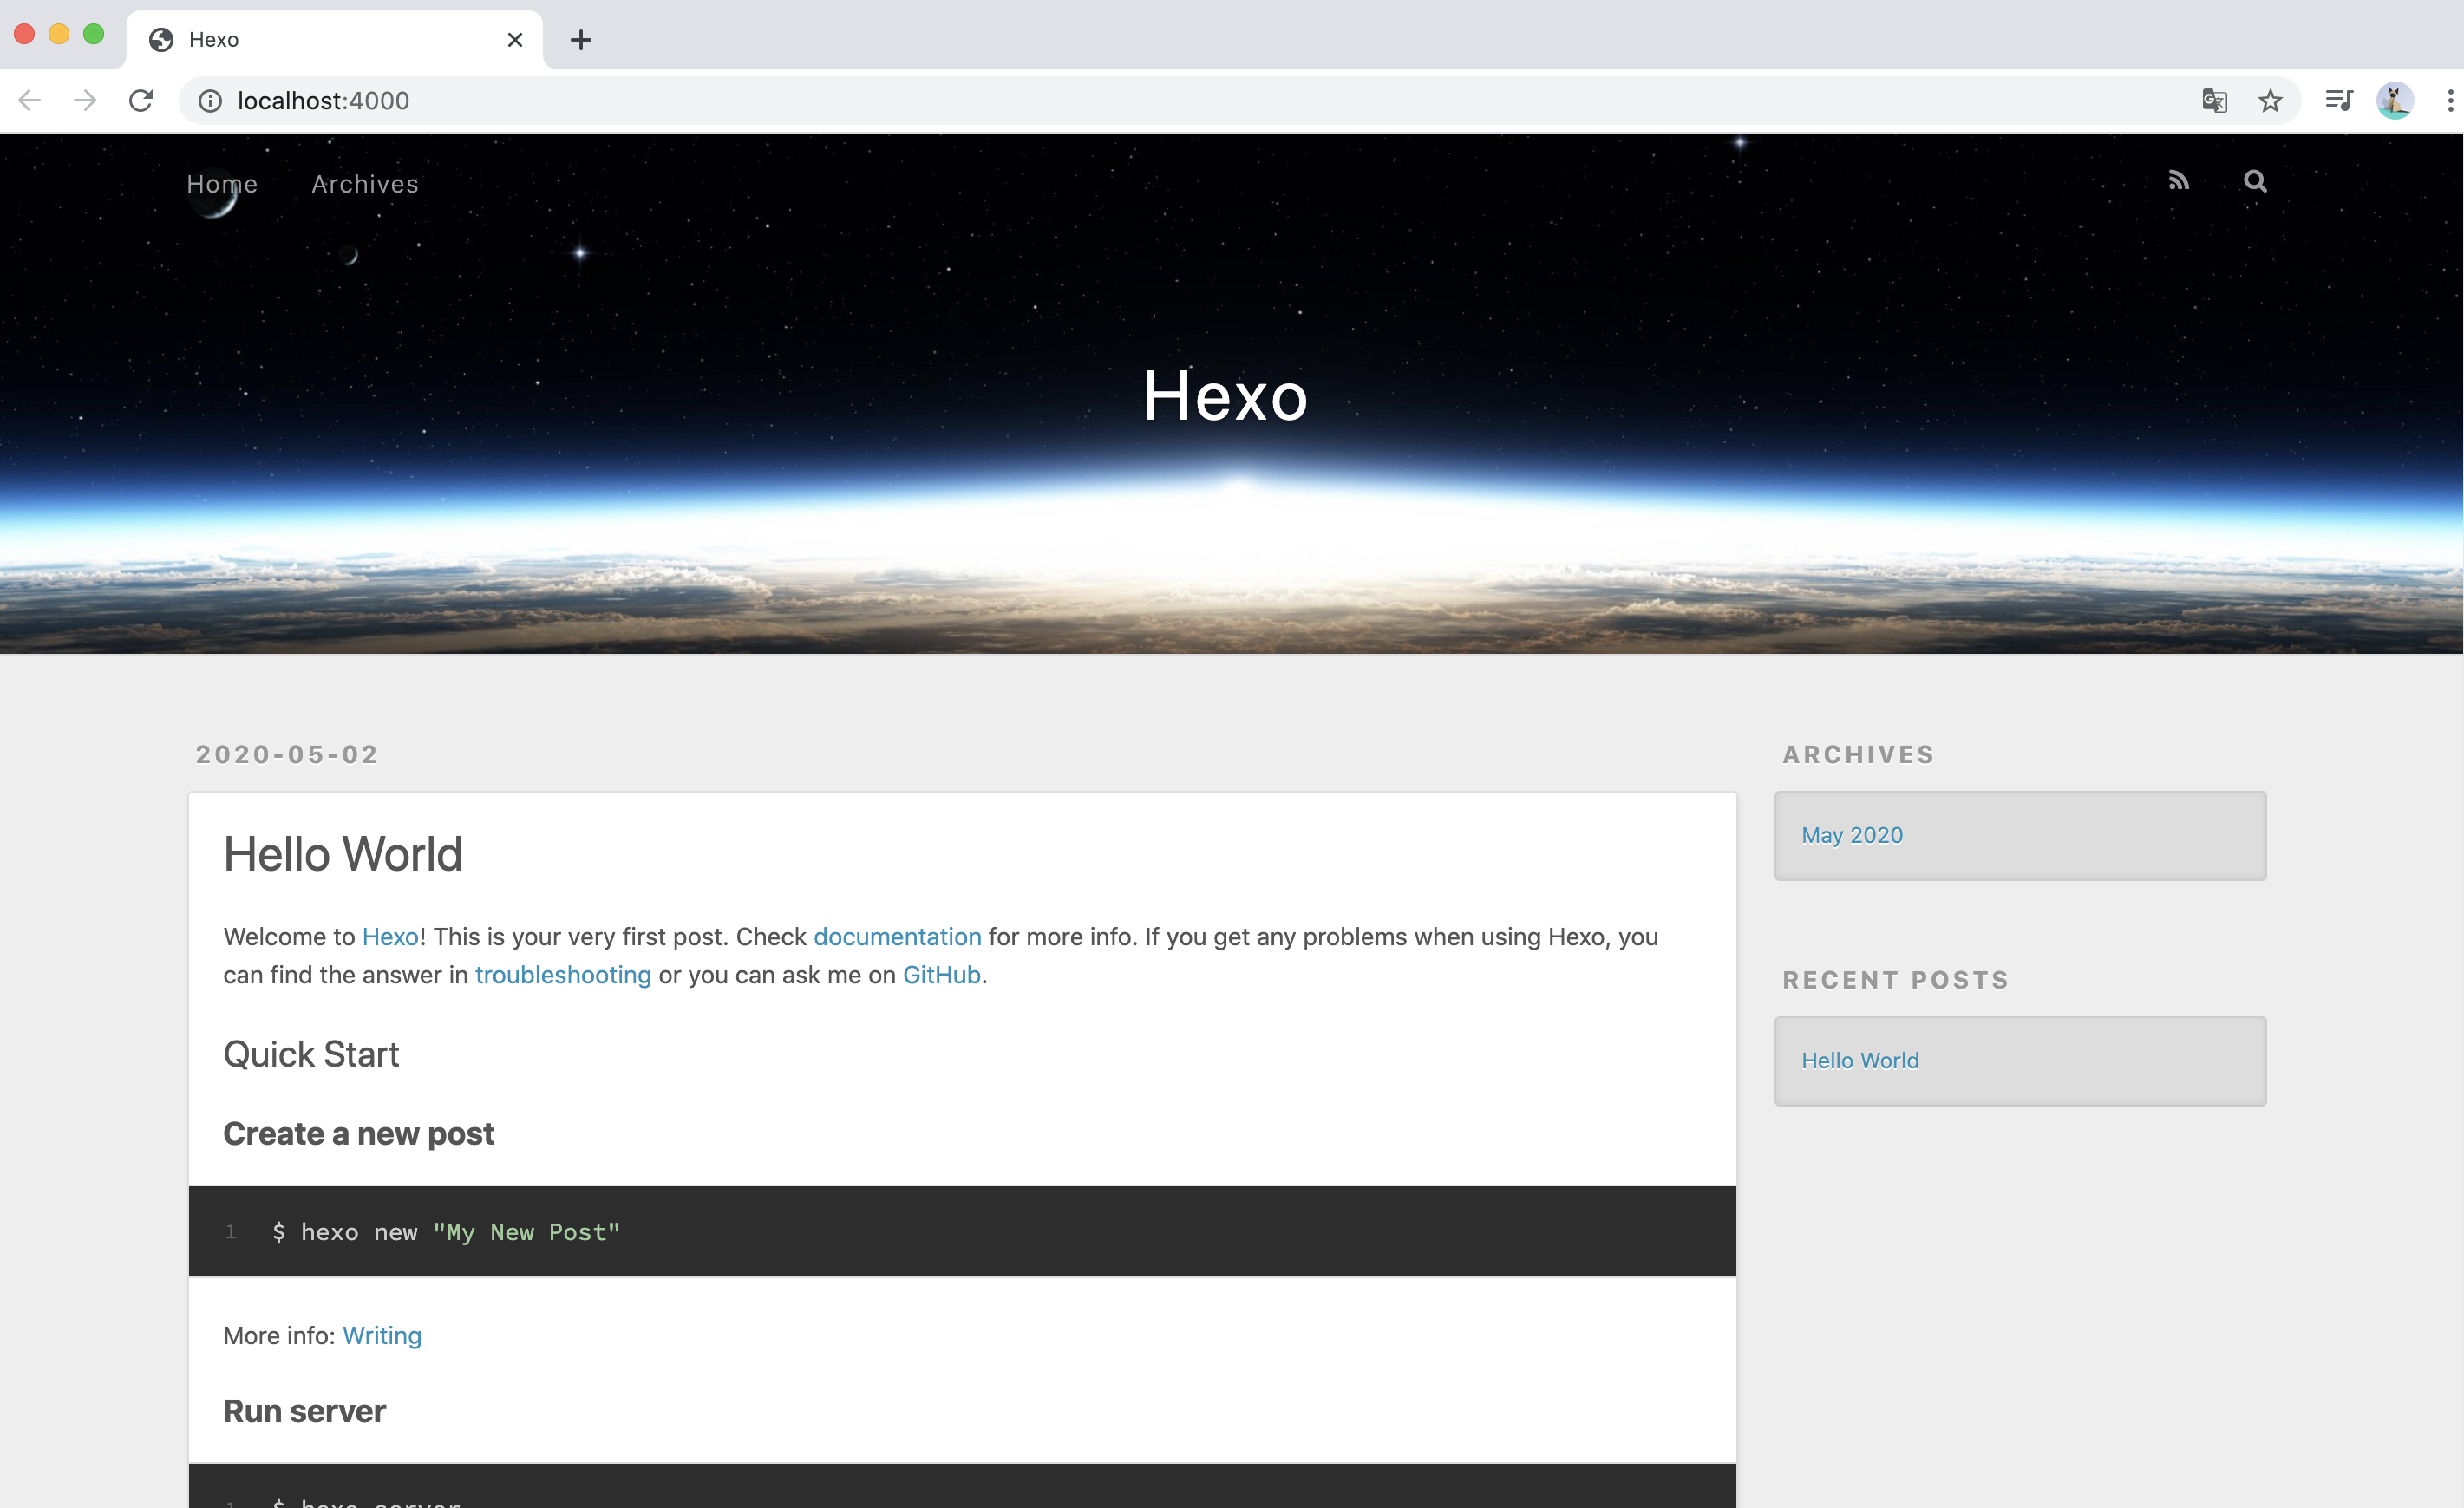 Hexo
localhost:4000
Home Archives
Hexo
2020-05-02
Hello World
Welcome to Hexo! This is your very first post. Check documentation for more info. If you get any problems when using Hexo, you
can find the answer in troubleshooting or you can ask me on GitHub.
Quick Start
Create a new post
1 $ hexo new "My New Post"
More info: Writing
Run server
1 $ hexo server
ARCHIVES
May 2020
RECENT POSTS
Hello World